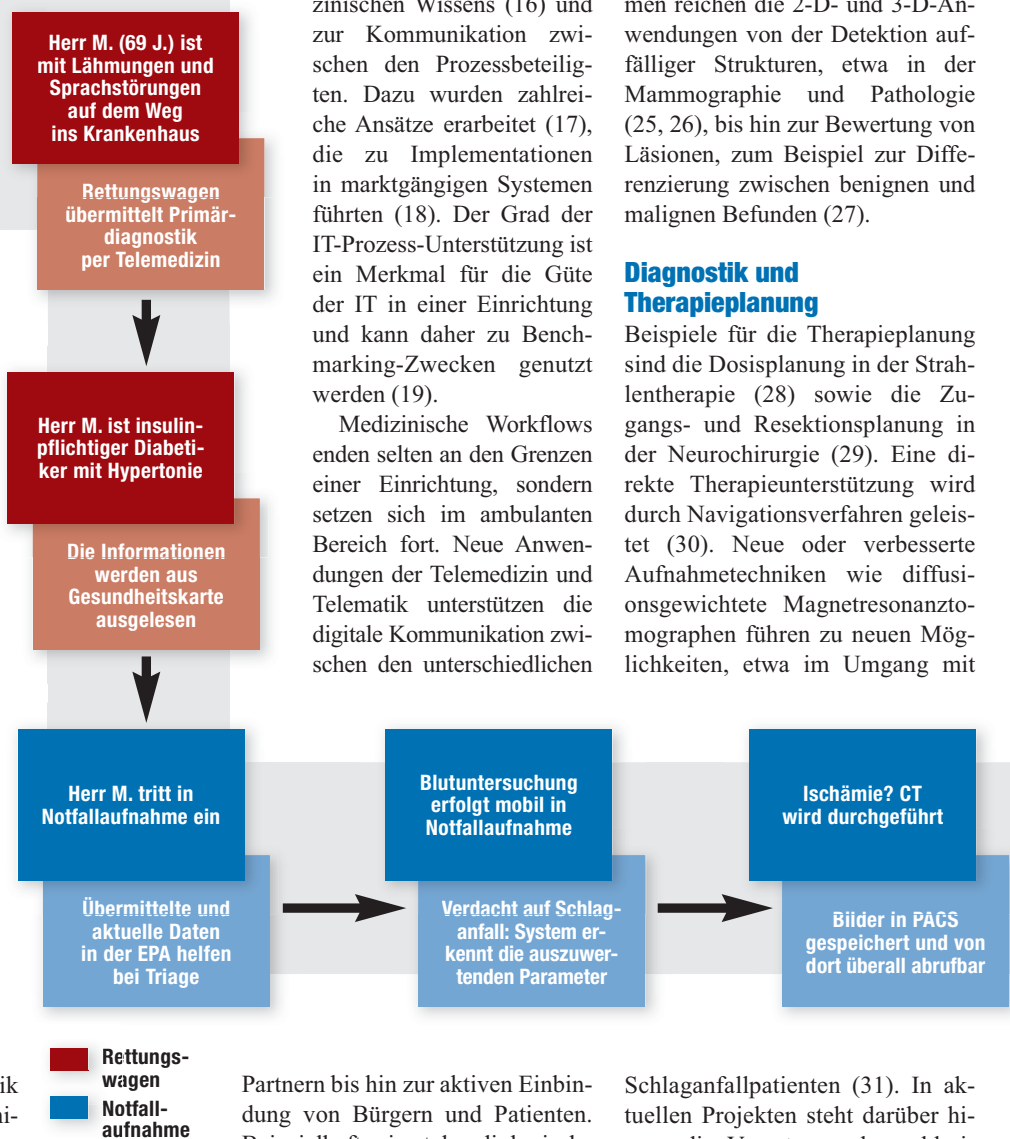 Herr M. (69 J.) ist
mit Lähmungen und
Sprachstörungen
auf dem Weg
ins Krankenhaus
Rettungswagen
übermittelt Primär-
diagnostik
per Telemedizin
Herr M. ist insulin-
pflichtiger Diabeti-
ker mit Hypertonie
Die Informationen
werden aus
Gesundheitskarte
ausgelesen
zinischen Wissens (16) und
zur Kommunikation zwi-
schen den Prozessbeteilig-
ten. Dazu wurden zahlrei-
che Ansätze erarbeitet (17),
die zu Implementationen
in marktgängigen Systemen
führten (18). Der Grad der
IT-Prozess-Unterstützung ist
ein Merkmal für die Güte
der IT in einer Einrichtung
und kann daher zu Bench-
marking-Zwecken genutzt
werden (19).
Medizinische Workflows
enden selten an den Grenzen
einer Einrichtung, sondern
setzen sich im ambulanten
Bereich fort. Neue Anwen-
dungen der Telemedizin und
Telematik unterstützen die
digitale Kommunikation zwi-
schen den unterschiedlichen
men reichen die 2-D- und 3-D-An-
wendungen von der Detektion auf-
fälliger Strukturen, etwa in der
Mammographie und Pathologie
(25, 26), bis hin zur Bewertung von
Läsionen, zum Beispiel zur Diffe-
renzierung zwischen benignen und
malignen Befunden (27).
Diagnostik und
Therapieplanung
Beispiele für die Therapieplanung
sind die Dosisplanung in der Strah-
lentherapie (28) sowie die Zu-
gangs- und Resektionsplanung in
der Neurochirurgie (29). Eine di-
rekte Therapieunterstützung wird
durch Navigationsverfahren geleis-
tet (30). Neue oder verbesserte
Aufnahmetechniken wie diffusi-
onsgewichtete Magnetresonanzto-
mographen führen zu neuen Mög-
lichkeiten, etwa im Umgang mit
Herr M. tritt in
Notfallaufnahme ein
Übermittelte und
aktuelle Daten
in der EPA helfen
bei Triage
Blutuntersuchung
erfolgt mobil in
Notfallaufnahme
Verdacht auf Schlag-
anfall: System er-
kennt die auszuwer-
tenden Parameter
Ischämie? CT
wird durchgeführt
Bilder in PACS
gespeichert und von
dort überall abrufbar
Rettungs-
wagen
Notfall-
aufnahme
Partnern bis hin zur aktiven Einbin-
dung von Bürgern und Patienten.
Schlaganfallpatienten (31). In ak-
tuellen Projekten steht darüber hi-